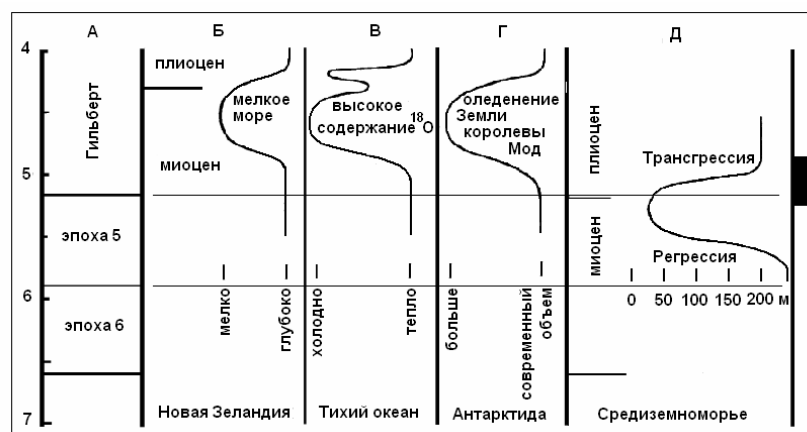 А Б В Г Д
4
5
6
7
Гильберт
эпоха 5
эпоха 6
плиоцен
мелкое
море
миоцен
мелко
глубоко
Новая Зеландия
высокое
содержание 18О
холодно
тепло
Тихий океан
оледенение
Земли
королевы
Мод
больше
современный
объем
Антарктида
плиоцен
миоцен
Трансгрессия
Регрессия
0 50 100 150 200 м
Средиземноморье